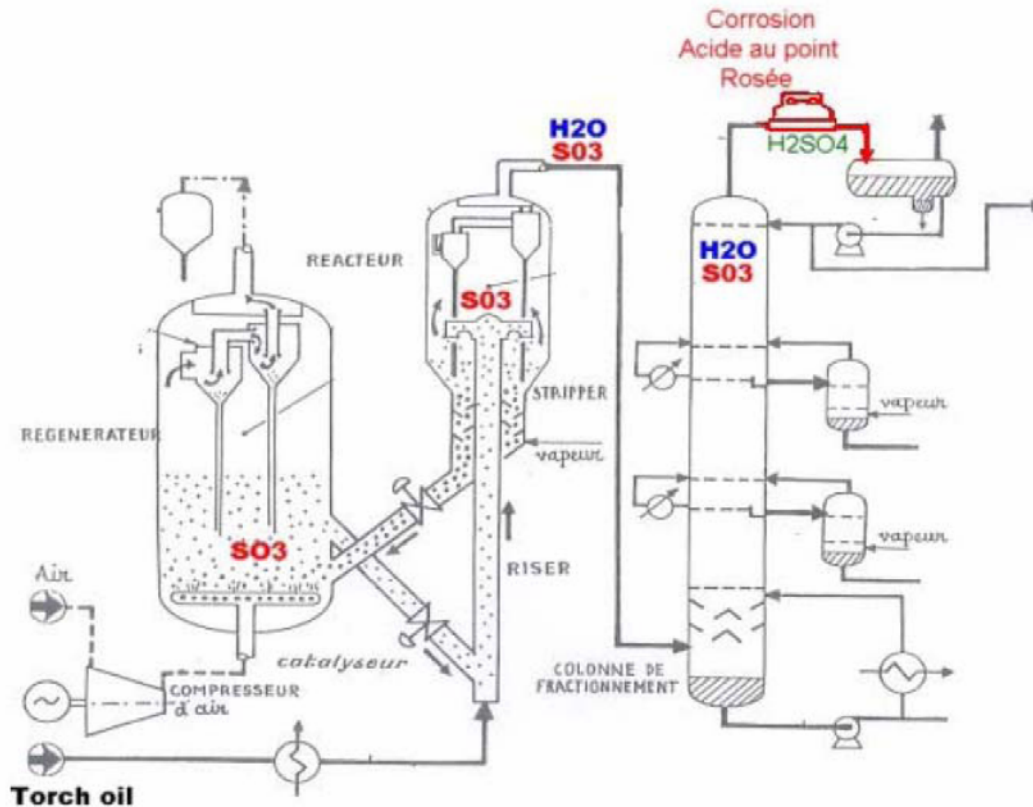 Corrosion
Acide au point
Rosée
H2O
S03
H2SO4
REACTEUR
S03
H2O
S03
STRIPPER
vapeur
REGENERATEUR
vapeur
vapeur
SO3
RISER
Air
catalyseur
COMPRESSEUR
d'air
COLONNE DE
FRACTIONNEMENT
Torch oil